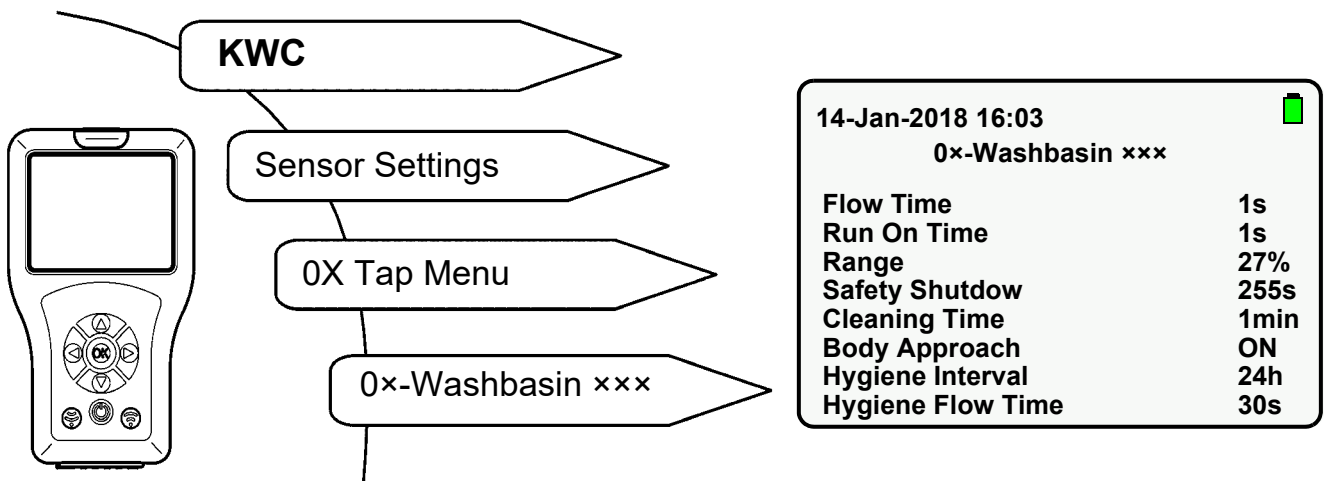 KWC
Sensor Settings
0X Tap Menu
0×-Washbasin ×××
OK
14-Jan-2018 16:03
0×-Washbasin ×××
Flow Time 1s
Run On Time 1s
Range 27%
Safety Shutdow 255s
Cleaning Time 1min
Body Approach ON
Hygiene Interval 24h
Hygiene Flow Time 30s